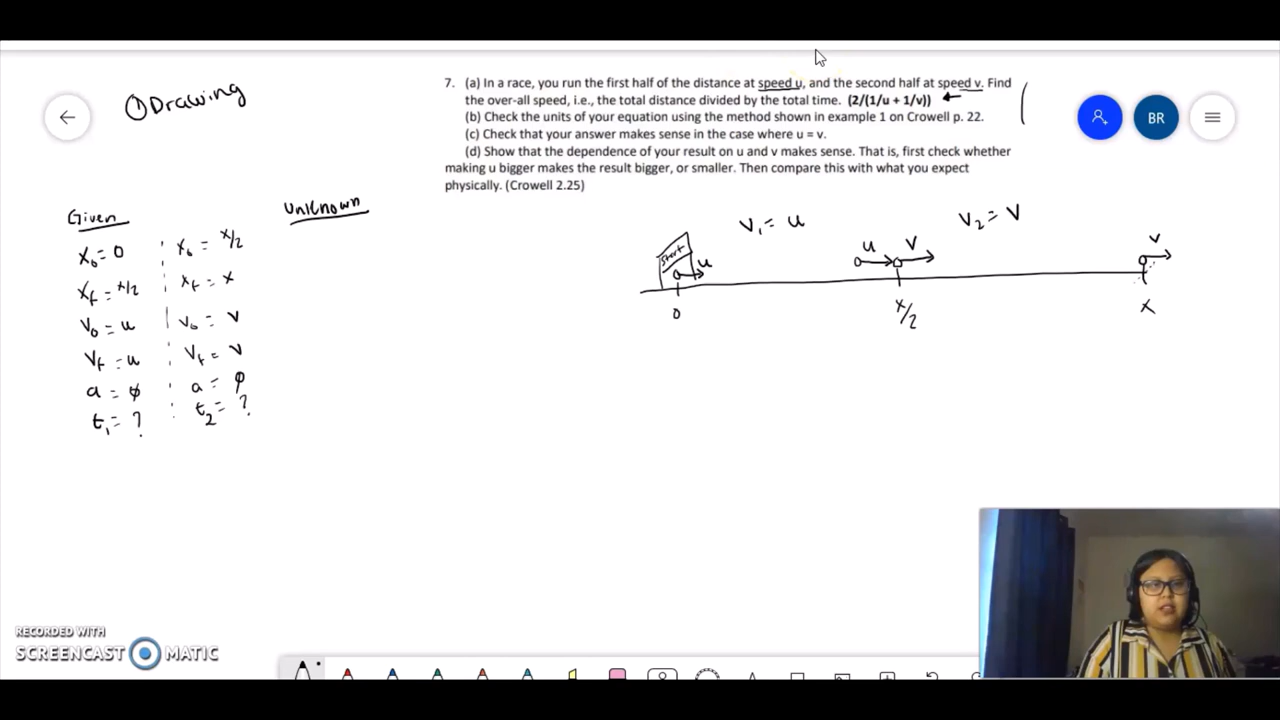 ① Drawing
7. (a) In a race, you run the first half of the distance at speed u, and the second half at speed v. Find
the over-all speed, i.e., the total distance divided by the total time. (2/(1/u + 1/v)) ←
(b) Check the units of your equation using the method shown in example 1 on Crowell p. 22.
(c) Check that your answer makes sense in the case where u = v.
(d) Show that the dependence of your result on u and v makes sense. That is, first check whether
making u bigger makes the result bigger, or smaller. Then compare this with what you expect
physically. (Crowell 2.25)
BR
Given
Unknown
x₀ = 0
x₀ = x/2
x_f = x/2
x_f = x
v₀ = u
v₀ = v
v_f = u
v_f = v
a = ϕ
a = ϕ
t₁ = ?
t₂ = ?
v₁ = u
v₂ = v
Start
u
u
v
v
0
x/2
x
RECORDED WITH
SCREENCAST MATIC